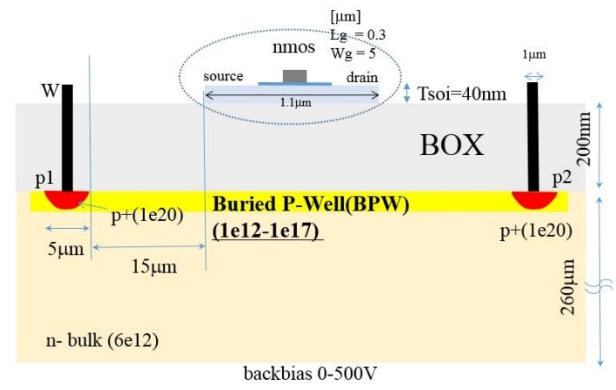 [μm]
Lg = 0.3
Wg = 5
nmos
source
drain
1.1μm
Tsoi=40nm
1μm
W
BOX
200nm
p1
p2
p+(1e20)
Buried P-Well(BPW)
(1e12-1e17)
p+(1e20)
5μm
15μm
260μm
n- bulk (6e12)
backbias 0-500V